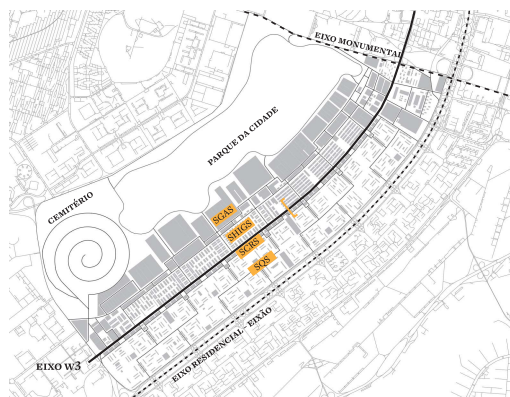 EIXO MONUMENTAL
PARQUE DA CIDADE
CEMITÉRIO
SGAS
SHIGS
SCRS
SQS
EIXO RESIDENCIAL - EIXÃO
EIXO W3